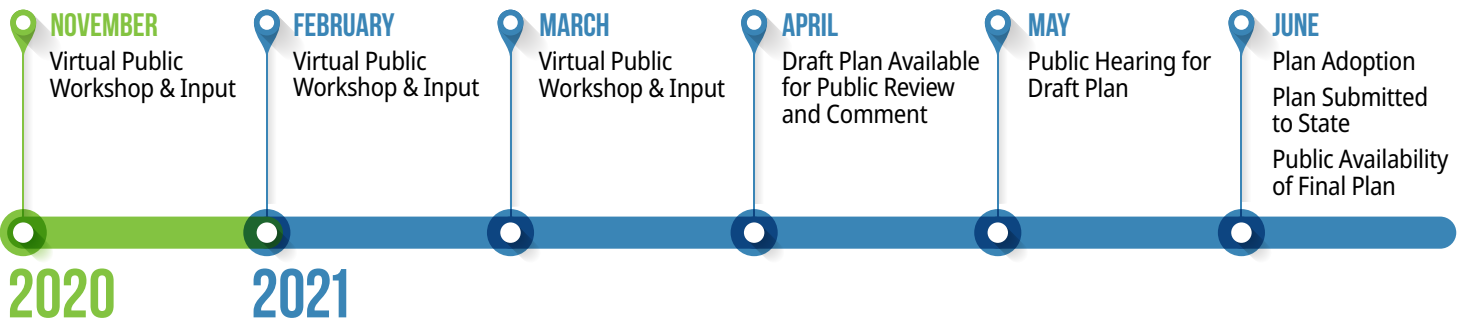 NOVEMBER
Virtual Public
Workshop & Input
FEBRUARY
Virtual Public
Workshop & Input
MARCH
Virtual Public
Workshop & Input
APRIL
Draft Plan Available
for Public Review
and Comment
MAY
Public Hearing for
Draft Plan
JUNE
Plan Adoption
Plan Submitted
to State
Public Availability
of Final Plan
2020
2021